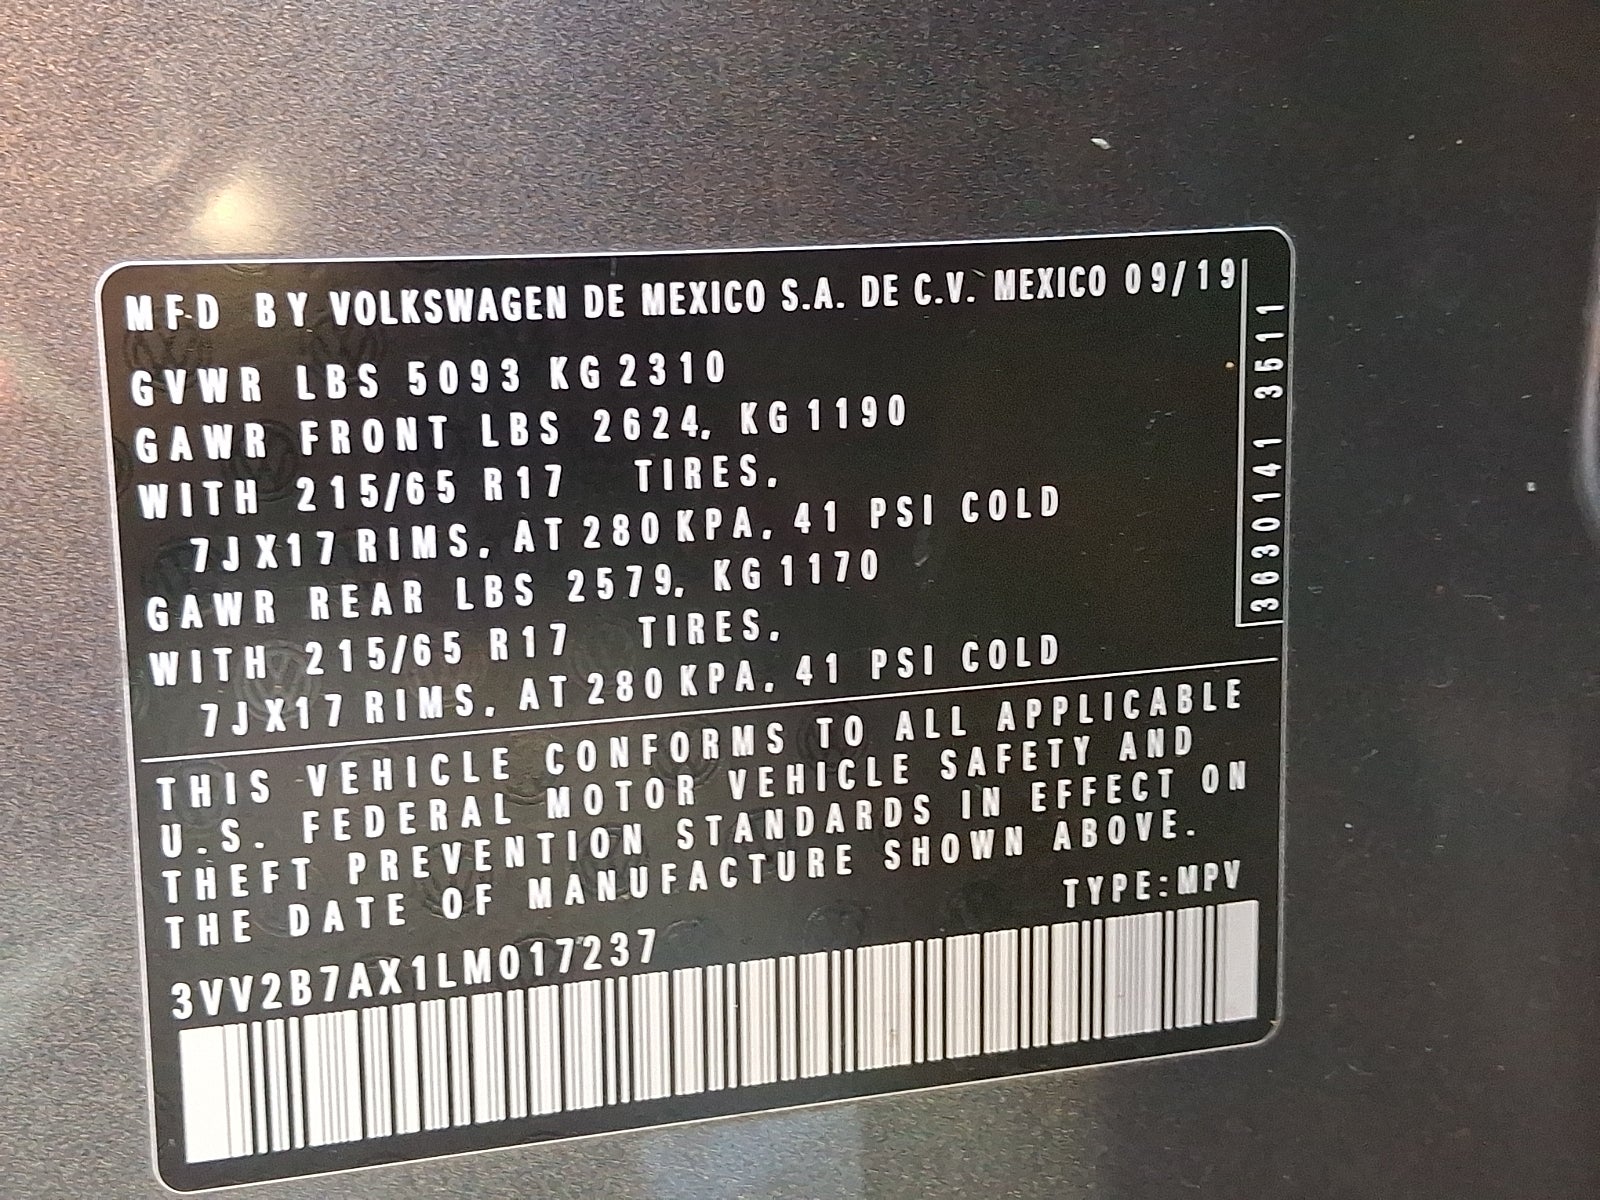 MFD BY VOLKSWAGEN DE MEXICO S.A. DE C.V. MEXICO 09/19
GVWR LBS 5093 KG 2310
GAWR FRONT LBS 2624, KG 1190
WITH 215/65 R17 TIRES,
7JX17 RIMS, AT 280 KPA, 41 PSI COLD
GAWR REAR LBS 2579, KG 1170
WITH 215/65 R17 TIRES,
7JX17 RIMS, AT 280 KPA, 41 PSI COLD
3630141 3511
THIS VEHICLE CONFORMS TO ALL APPLICABLE
U.S. FEDERAL MOTOR VEHICLE SAFETY AND
THEFT PREVENTION STANDARDS IN EFFECT ON
THE DATE OF MANUFACTURE SHOWN ABOVE.
TYPE:MPV
3VV2B7AX1LM017237